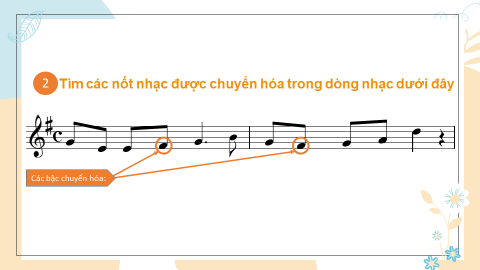 2 Tìm các nốt nhạc được chuyển hóa trong dòng nhạc dưới đây
Các bậc chuyển hóa: